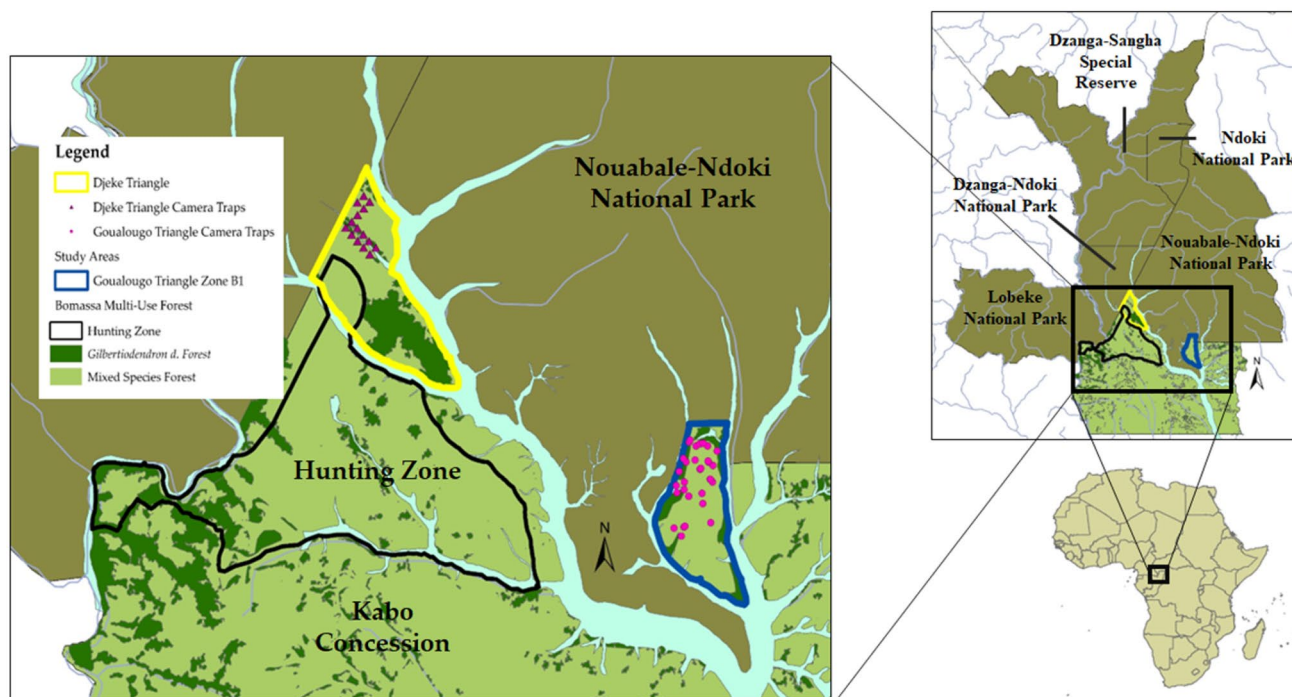 Legend
Djeke Triangle
Djeke Triangle Camera Traps
Goualougo Triangle Camera Traps
Study Areas
Goualougo Triangle Zone B1
Bomassa Multi-Use Forest
Hunting Zone
Gilbertiodendron d. Forest
Mixed Species Forest
Nouabale-Ndoki
National Park
Hunting Zone
N
Kabo
Concession
Dzanga-Sangha
Special
Reserve
Ndoki
National Park
Dzanga-Ndoki
National Park
Nouabale-Ndoki
National Park
Lobeke
National Park
N